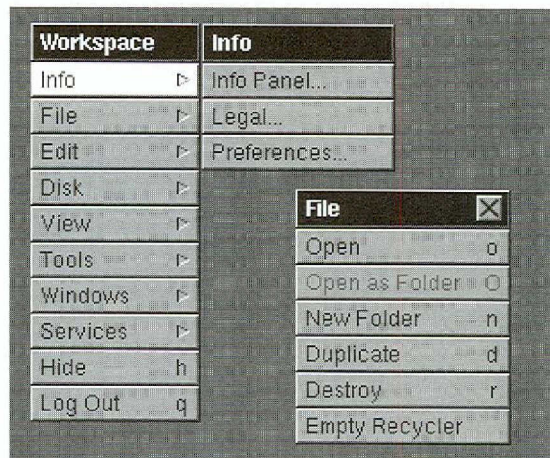 Workspace
Info
File
Edit
Disk
View
Tools
Windows
Services
Hide h
Log Out q
Info
Info Panel...
Legal...
Preferences...
File
Open o
Open as Folder O
New Folder n
Duplicate d
Destroy r
Empty Recycler